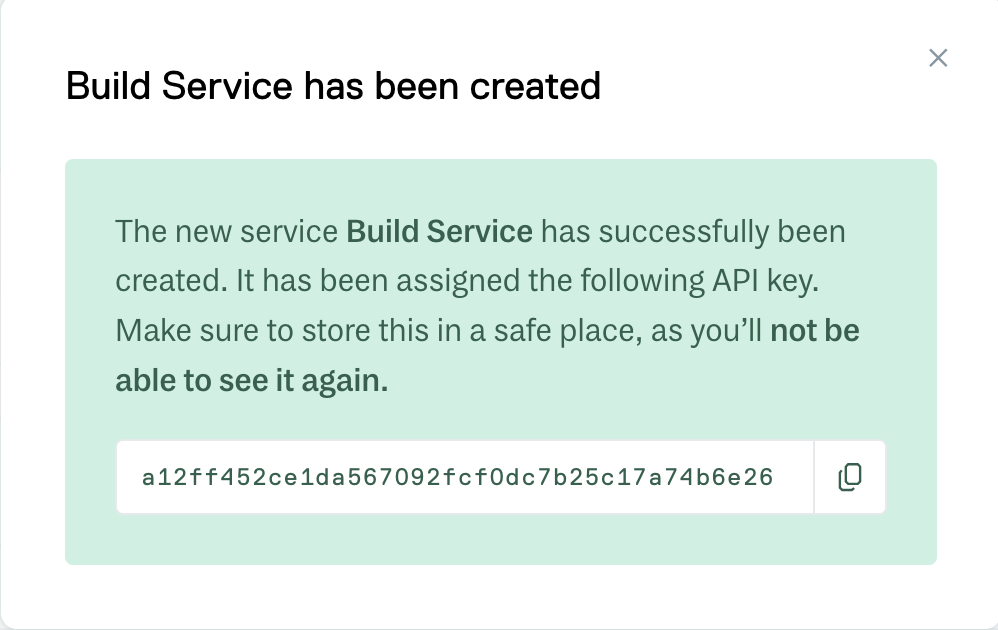 Build Service has been created
The new service Build Service has successfully been
created. It has been assigned the following API key.
Make sure to store this in a safe place, as you’ll not be
able to see it again.
a12ff452ce1da567092fcf0dc7b25c17a74b6e26